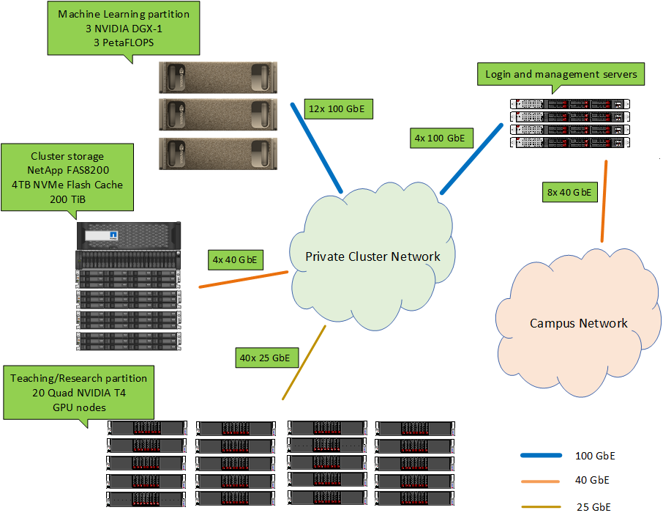 Machine Learning partition
3 NVIDIA DGX-1
3 PetaFLOPS
Login and management servers
12x 100 GbE
4x 100 GbE
Cluster storage
NetApp FAS8200
4TB NVMe Flash Cache
200 TiB
8x 40 GbE
4x 40 GbE
Private Cluster Network
Campus Network
40x 25 GbE
Teaching/Research partition
20 Quad NVIDIA T4
GPU nodes
100 GbE
40 GbE
25 GbE